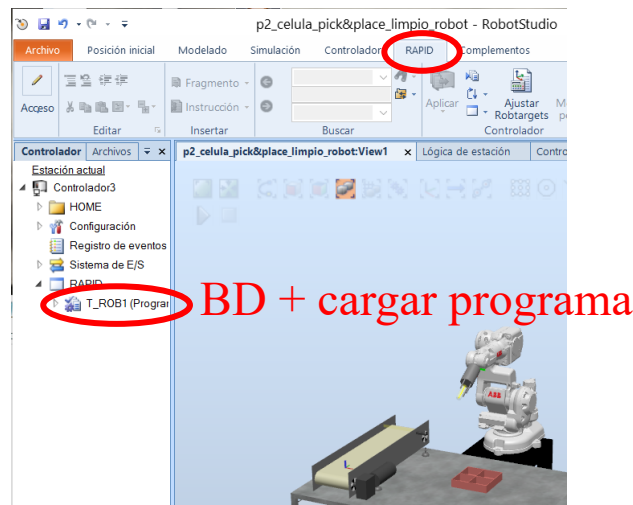 p2_celula_pick&place_limpio_robot - RobotStudio
Archivo Posición inicial Modelado Simulación Controlador RAPID Complementos
Acceso
Fragmento
Instrucción
Aplicar
Ajustar
Robtargets
Editar Insertar Buscar Controlador
Controlador Archivos
p2_celula_pick&place_limpio_robot:View1 x Lógica de estación Contro
Estación actual
Controlador3
HOME
Configuración
Registro de eventos
Sistema de E/S
RAPID
T_ROB1 (Prograr
BD + cargar programa
ABB